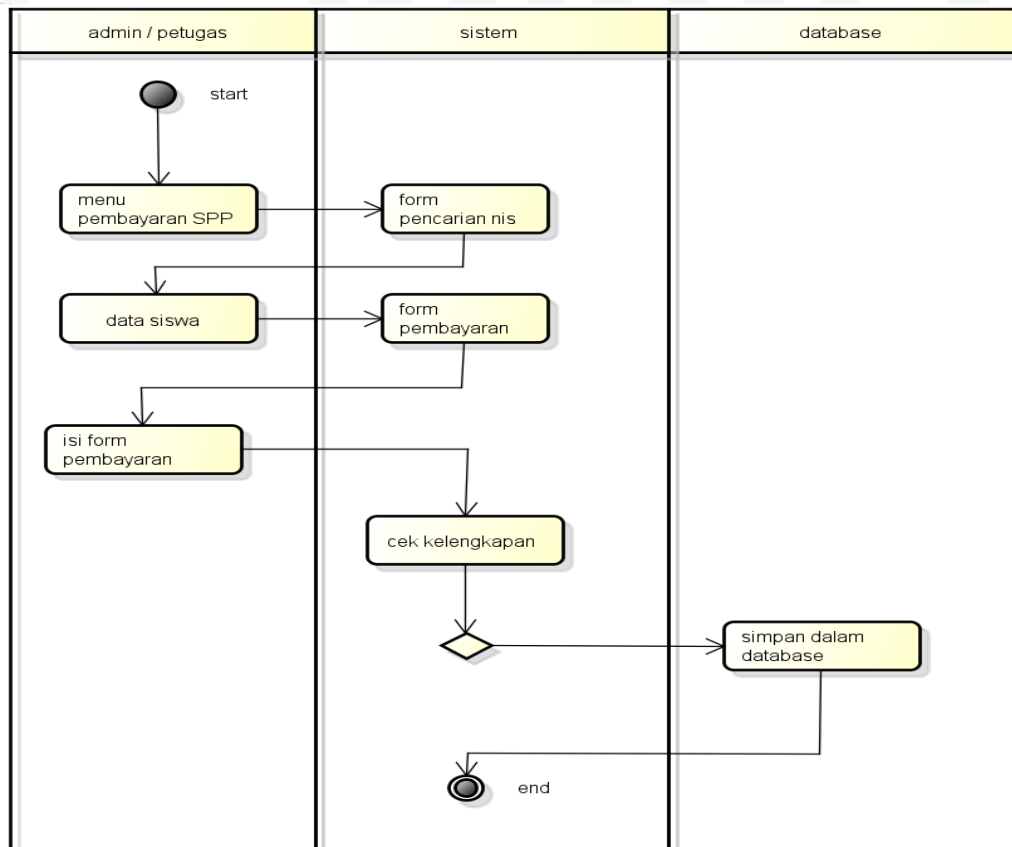 admin / petugas
sistem
database
start
menu
pembayaran SPP
form
pencarian nis
data siswa
form
pembayaran
isi form
pembayaran
cek kelengkapan
simpan dalam
database
end